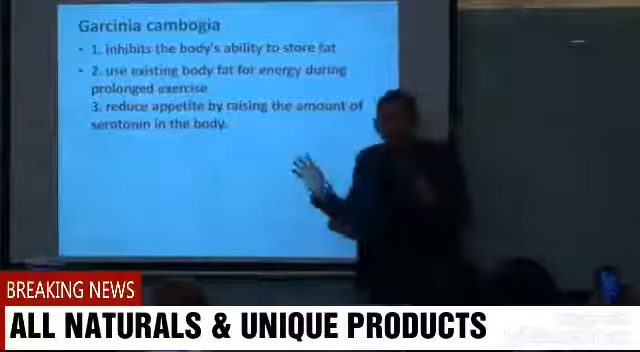 Garcinia cambogia
• 1. inhibits the body's ability to store fat
• 2. use existing body fat for energy during
prolonged exercise
3. reduce appetite by raising the amount of
serotonin in the body.
BREAKING NEWS
ALL NATURALS & UNIQUE PRODUCTS